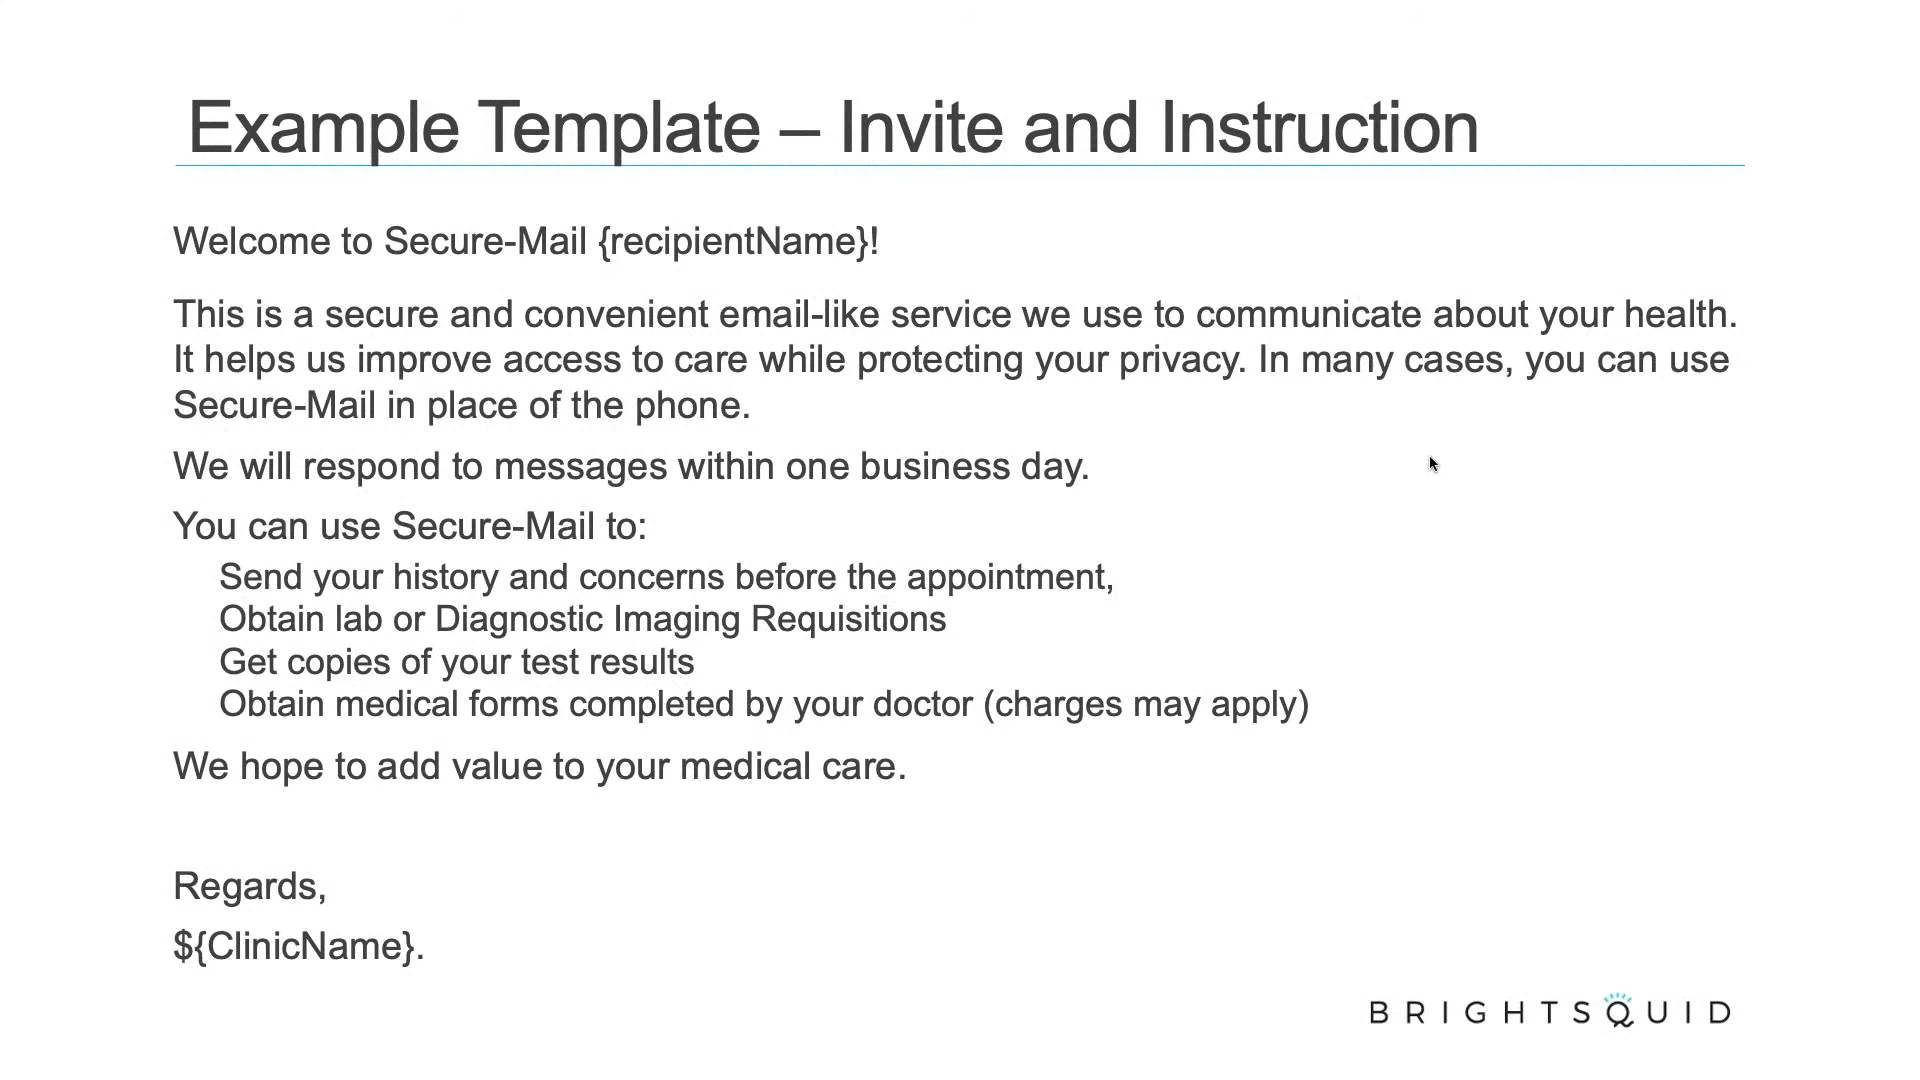 Example Template – Invite and Instruction
Welcome to Secure-Mail {recipientName}!
This is a secure and convenient email-like service we use to communicate about your health.
It helps us improve access to care while protecting your privacy. In many cases, you can use
Secure-Mail in place of the phone.
We will respond to messages within one business day.
You can use Secure-Mail to:
Send your history and concerns before the appointment,
Obtain lab or Diagnostic Imaging Requisitions
Get copies of your test results
Obtain medical forms completed by your doctor (charges may apply)
We hope to add value to your medical care.
Regards,
${ClinicName}.
BRIGHTSQUID